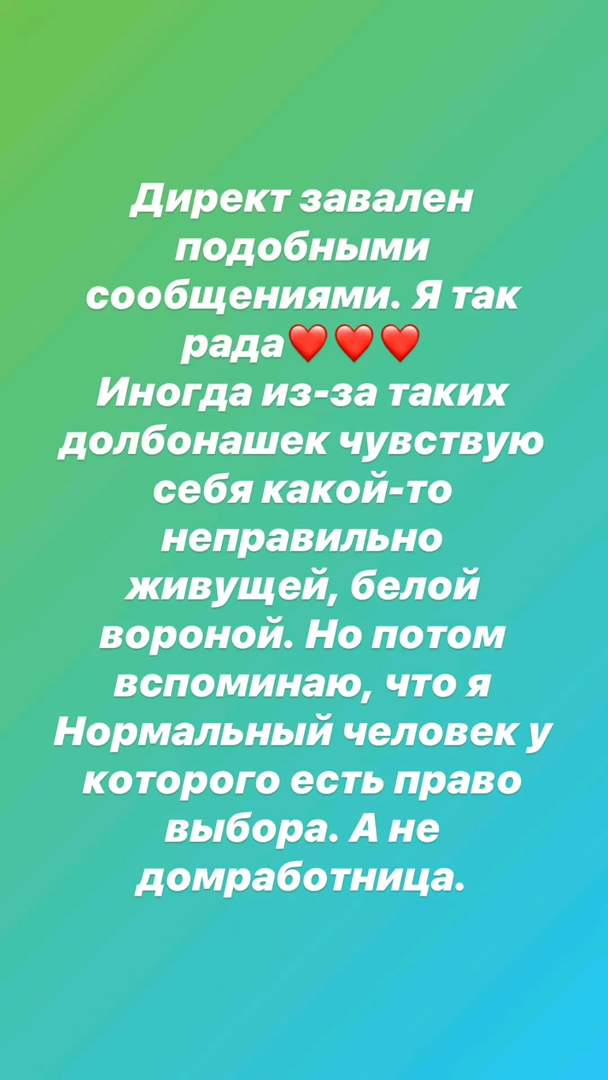 Директ завален
подобными
сообщениями. Я так
рада❤️❤️❤️
Иногда из-за таких
долбонашек чувствую
себя какой-то
неправильно
живущей, белой
вороной. Но потом
вспоминаю, что я
Нормальный человек у
которого есть право
выбора. А не
домработница.